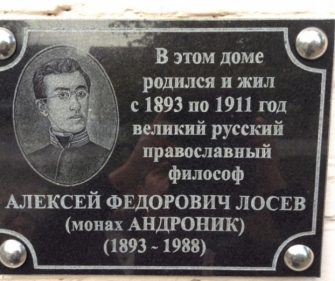 В этом доме
родился и жил
с 1893 по 1911 год
великий русский
православный
философ
АЛЕКСЕЙ ФЕДОРОВИЧ ЛОСЕВ
(монах АНДРОНИК)
(1893 - 1988)